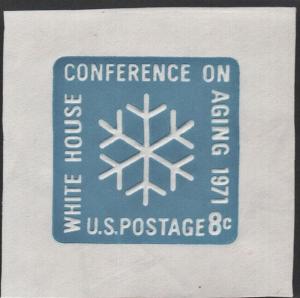 WHITE HOUSE
CONFERENCE ON
AGING 1971
U.S. POSTAGE 8c